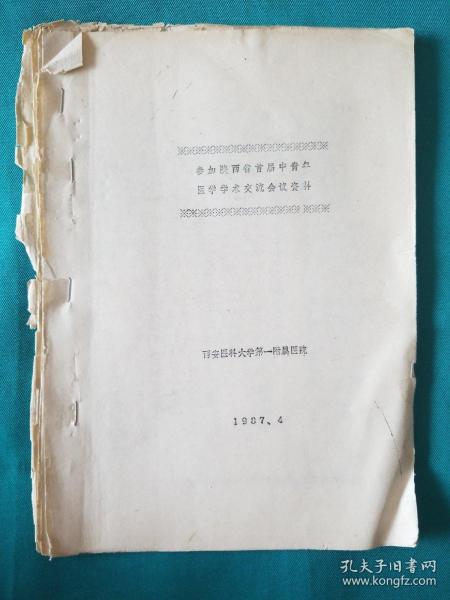 参加陕西省首届中青年
医学学术交流会议资料
西安医科大学第一附属医院
1987、4
孔夫子旧书网
www.kongfz.com